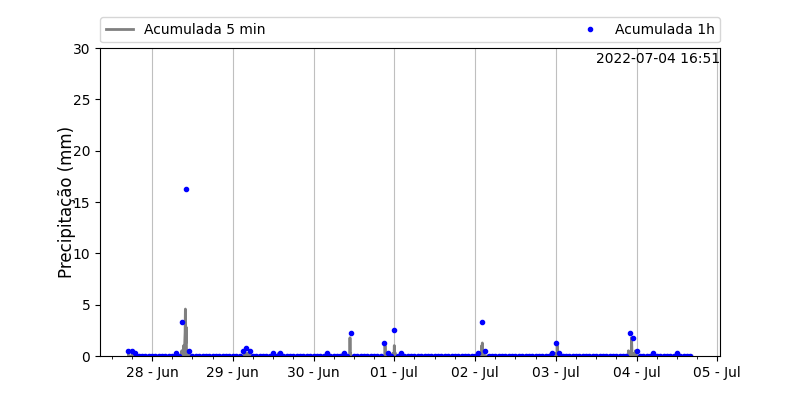 Acumulada 5 min
Acumulada 1h
2022-07-04 16:51
Precipitação (mm)
30
25
20
15
10
5
0
28 - Jun
29 - Jun
30 - Jun
01 - Jul
02 - Jul
03 - Jul
04 - Jul
05 - Jul